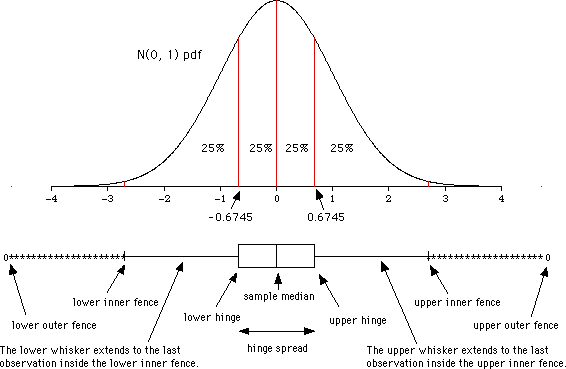 N(0, 1) pdf
25% 25% 25% 25%
-4 -3 -2 -1 0 1 2 3 4
-0.6745 0.6745
0************************ ************************0
lower inner fence sample median upper inner fence
lower outer fence lower hinge upper hinge upper outer fence
The lower whisker extends to the last
observation inside the lower inner fence.
hinge spread
The upper whisker extends to the last
observation inside the upper inner fence.